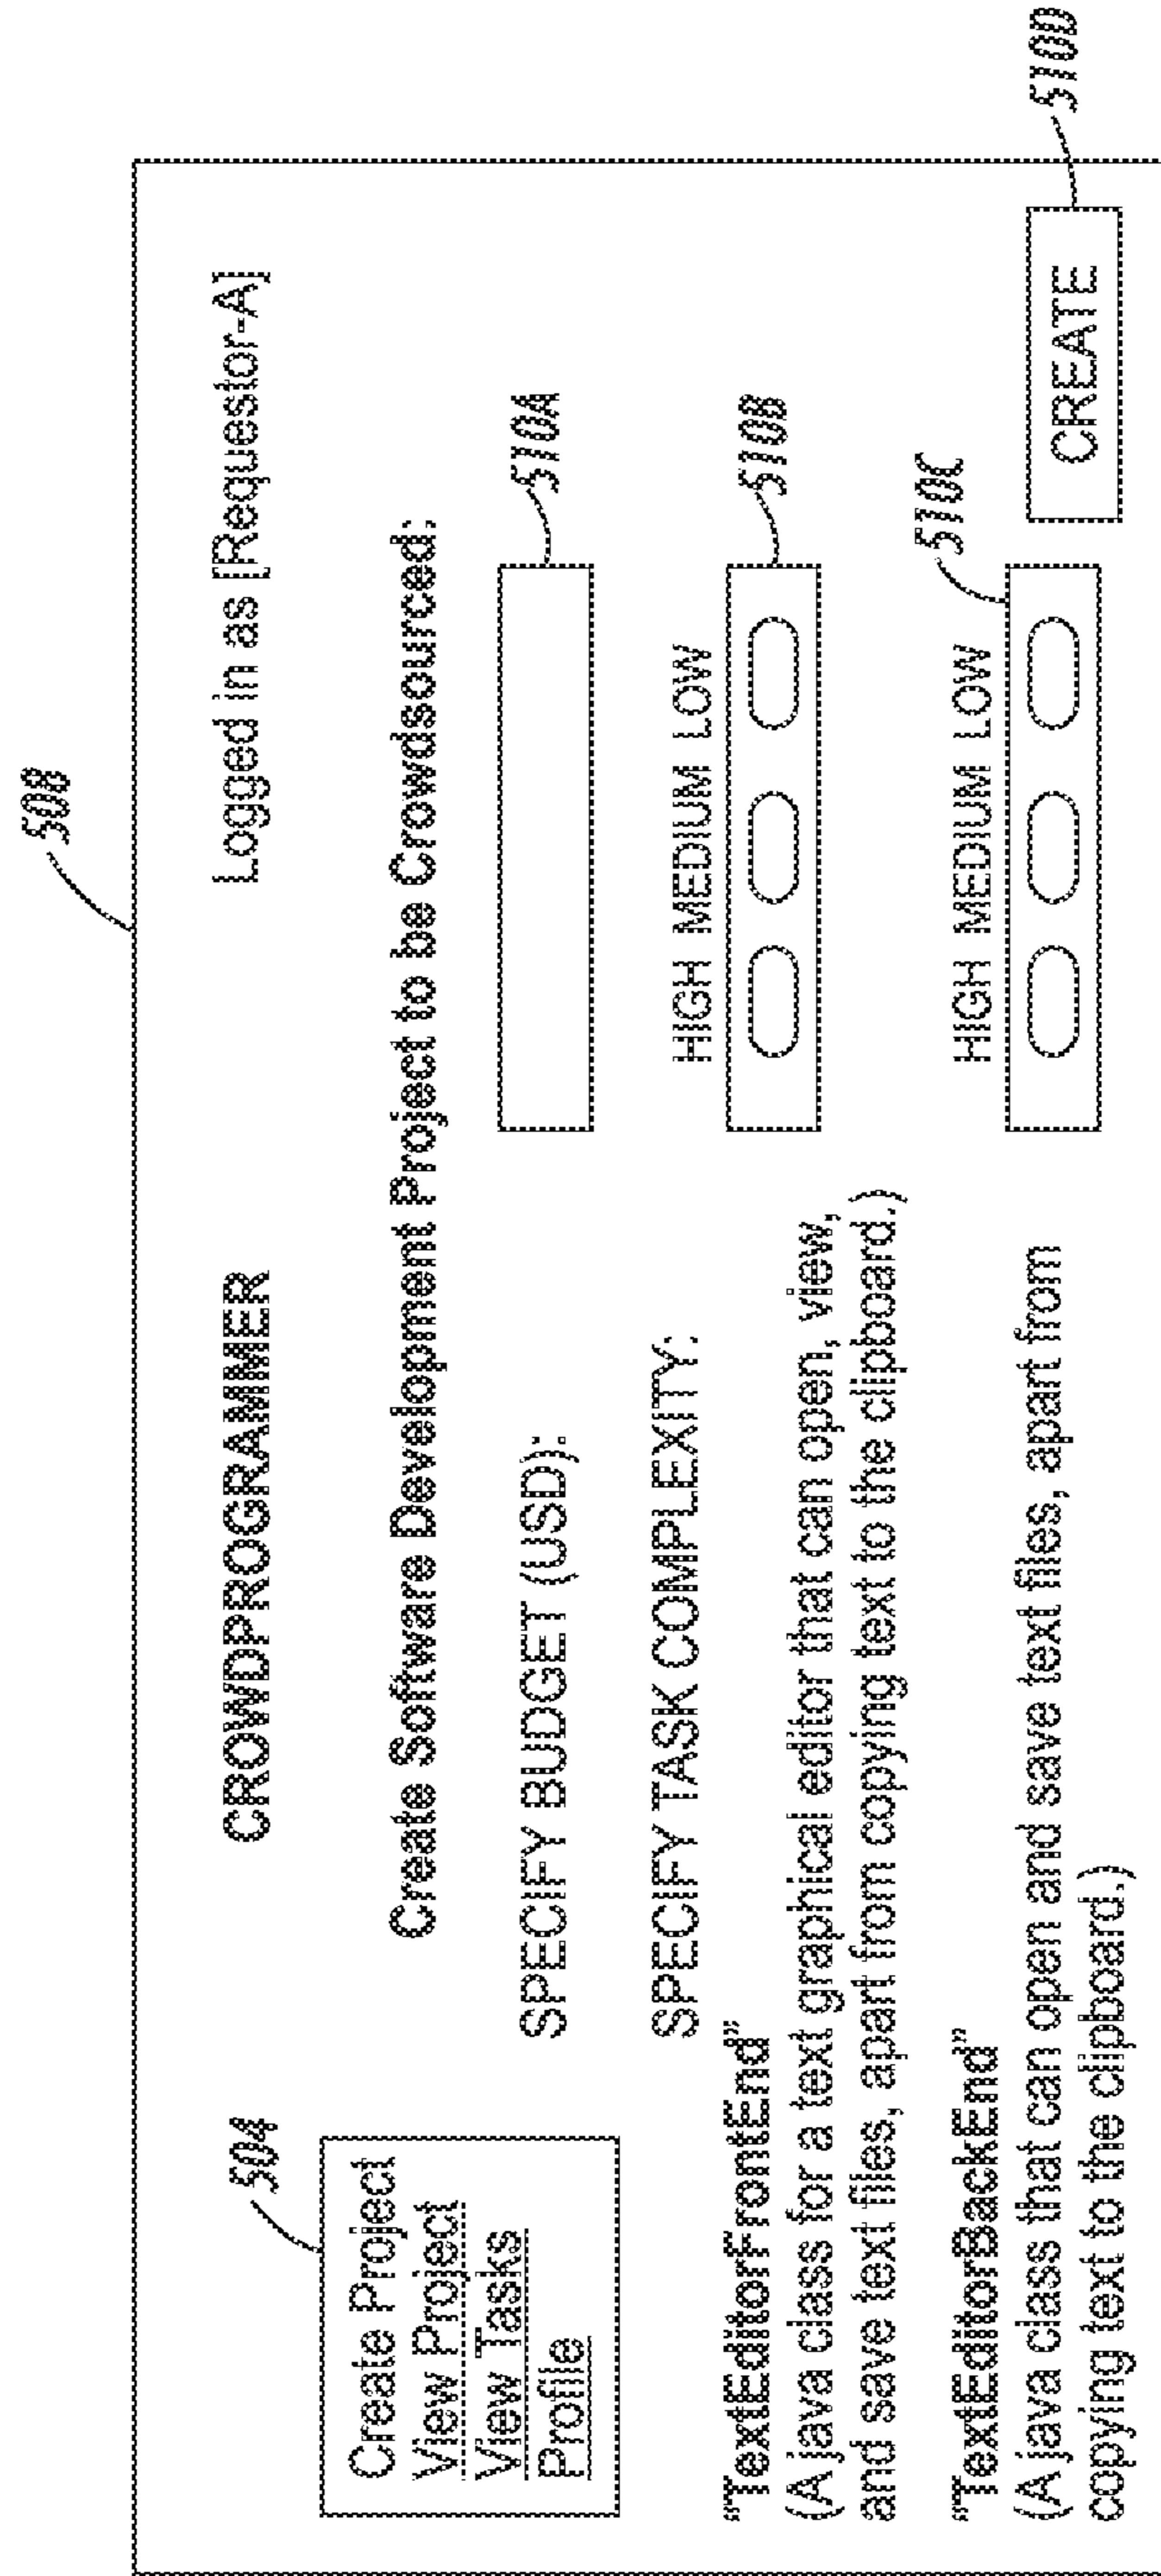 508
CROWDPROGRAMMER
Logged in as [Requestor-A]
504
Create Project
View Project
View Tasks
Profile
Create Software Development Project to be Crowdsourced:
SPECIFY BUDGET (USD):
510A
SPECIFY TASK COMPLEXITY:
"TextEditorFrontEnd"
(A java class for a text graphical editor that can open, view,
and save text files, apart from copying text to the clipboard.)
HIGH MEDIUM LOW
510B
"TextEditorBackEnd"
(A java class that can open and save text files, apart from
copying text to the clipboard.)
HIGH MEDIUM LOW
510C
CREATE
510D